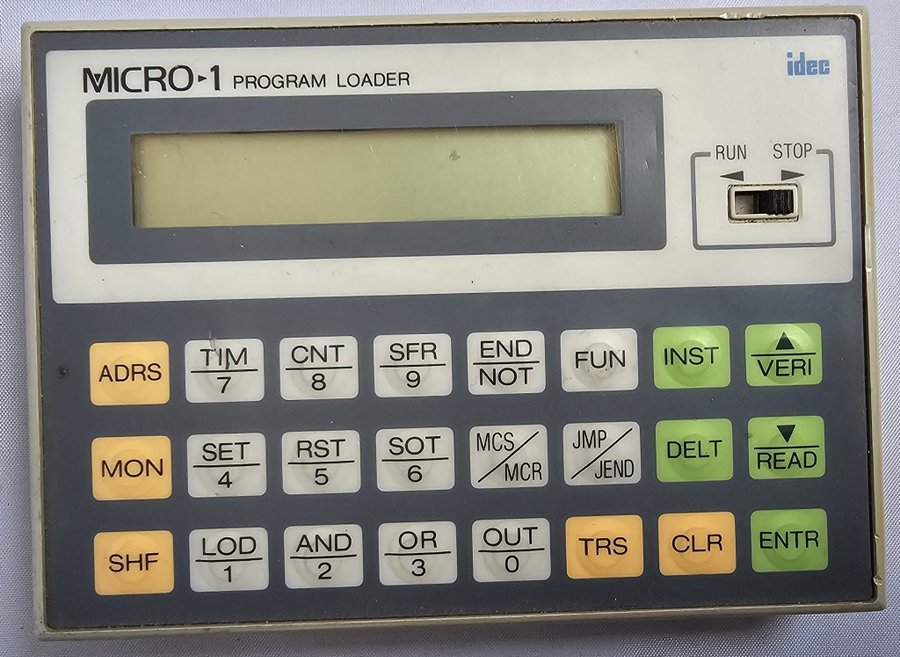 MICRO-1 PROGRAM LOADER
idec
RUN STOP
◀ ▶
ADRS TIM/7 CNT/8 SFR/9 END/NOT FUN INST ▲/VERI
MON SET/4 RST/5 SOT/6 MCS/MCR JMP/JEND DELT ▼/READ
SHF LOD/1 AND/2 OR/3 OUT/0 TRS CLR ENTR